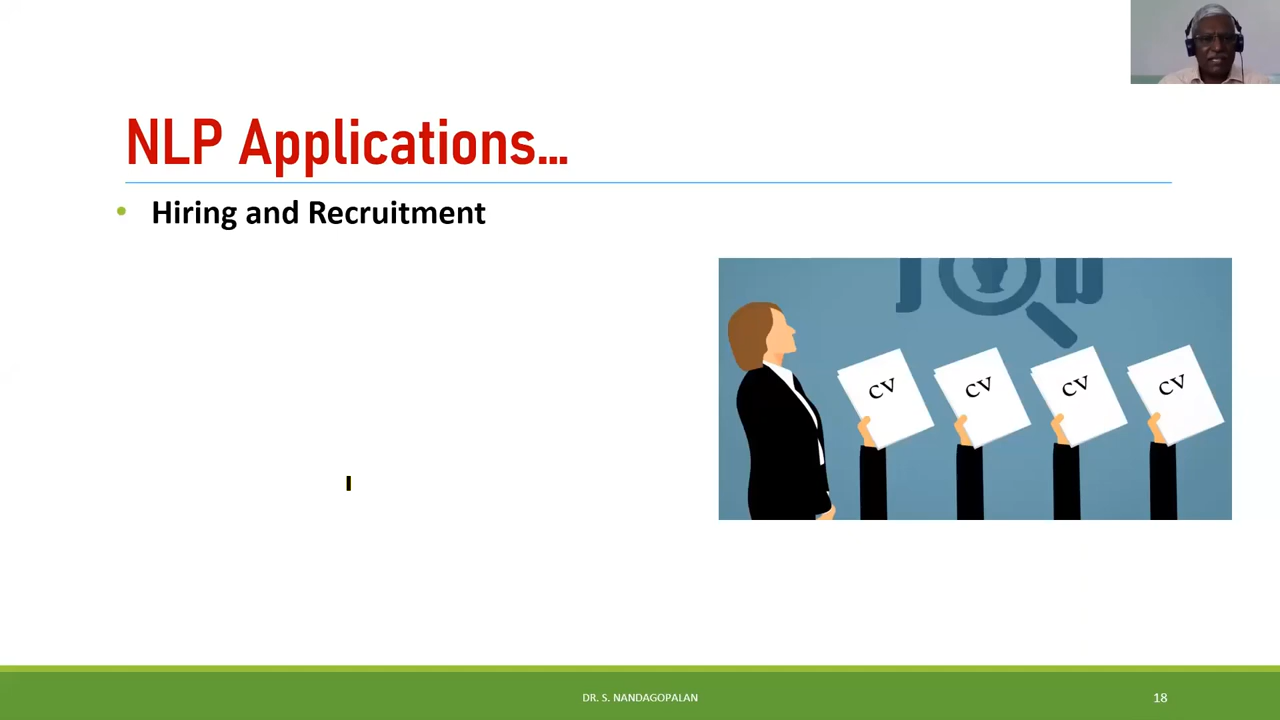 NLP Applications...
• Hiring and Recruitment
JOB
CV CV CV CV
DR. S. NANDAGOPALAN
18